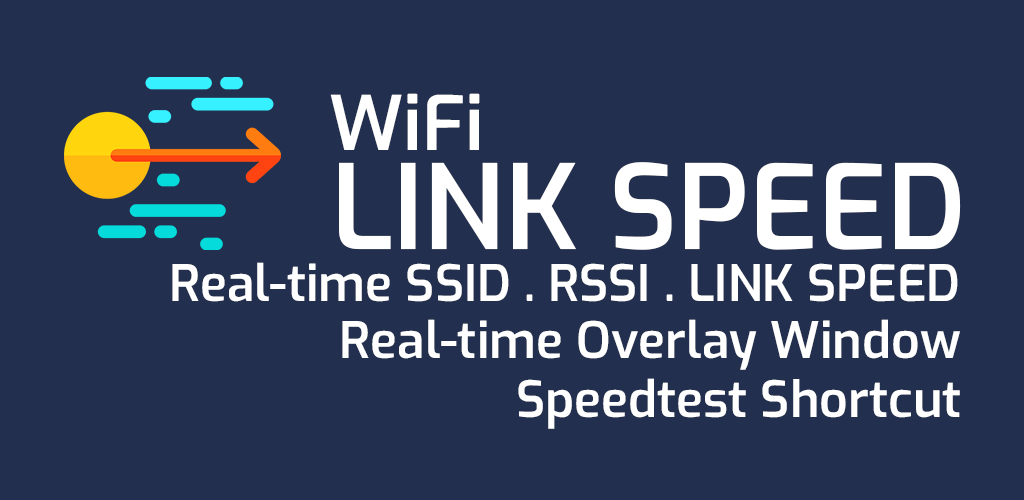 WiFi
LINK SPEED
Real-time SSID . RSSI . LINK SPEED
Real-time Overlay Window
Speedtest Shortcut